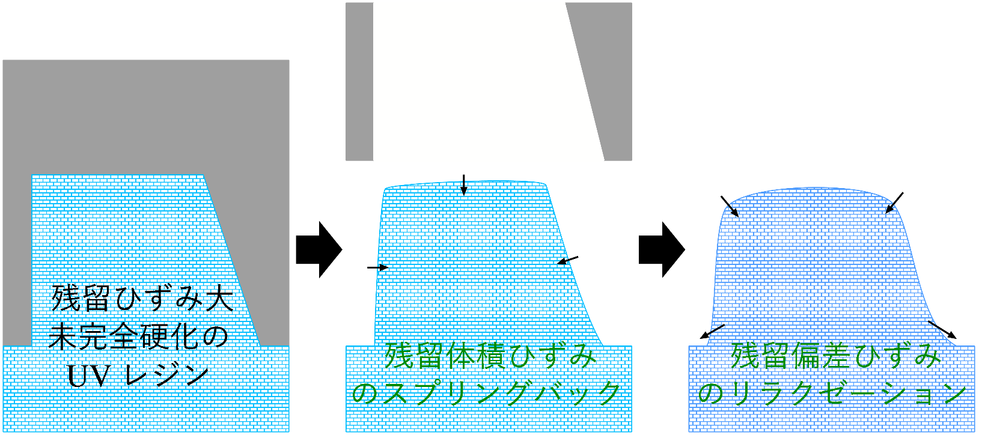 残留ひずみ大
未完全硬化の
UV レジン
残留体積ひずみ
のスプリングバック
残留偏差ひずみ
のリラクゼーション